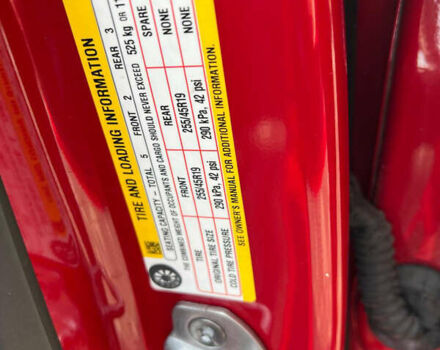 TIRE AND LOADING INFORMATION
SEATING CAPACITY - TOTAL 5 FRONT 2 REAR 3
THE COMBINED WEIGHT OF OCCUPANTS AND CARGO SHOULD NEVER EXCEED 525 kg OR 11
TIRE FRONT REAR SPARE
ORIGINAL TIRE SIZE 255/45R19 255/45R19 NONE
COLD TIRE PRESSURE 290 kPa, 42 psi 290 kPa, 42 psi NONE
SEE OWNER'S MANUAL FOR ADDITIONAL INFORMATION.